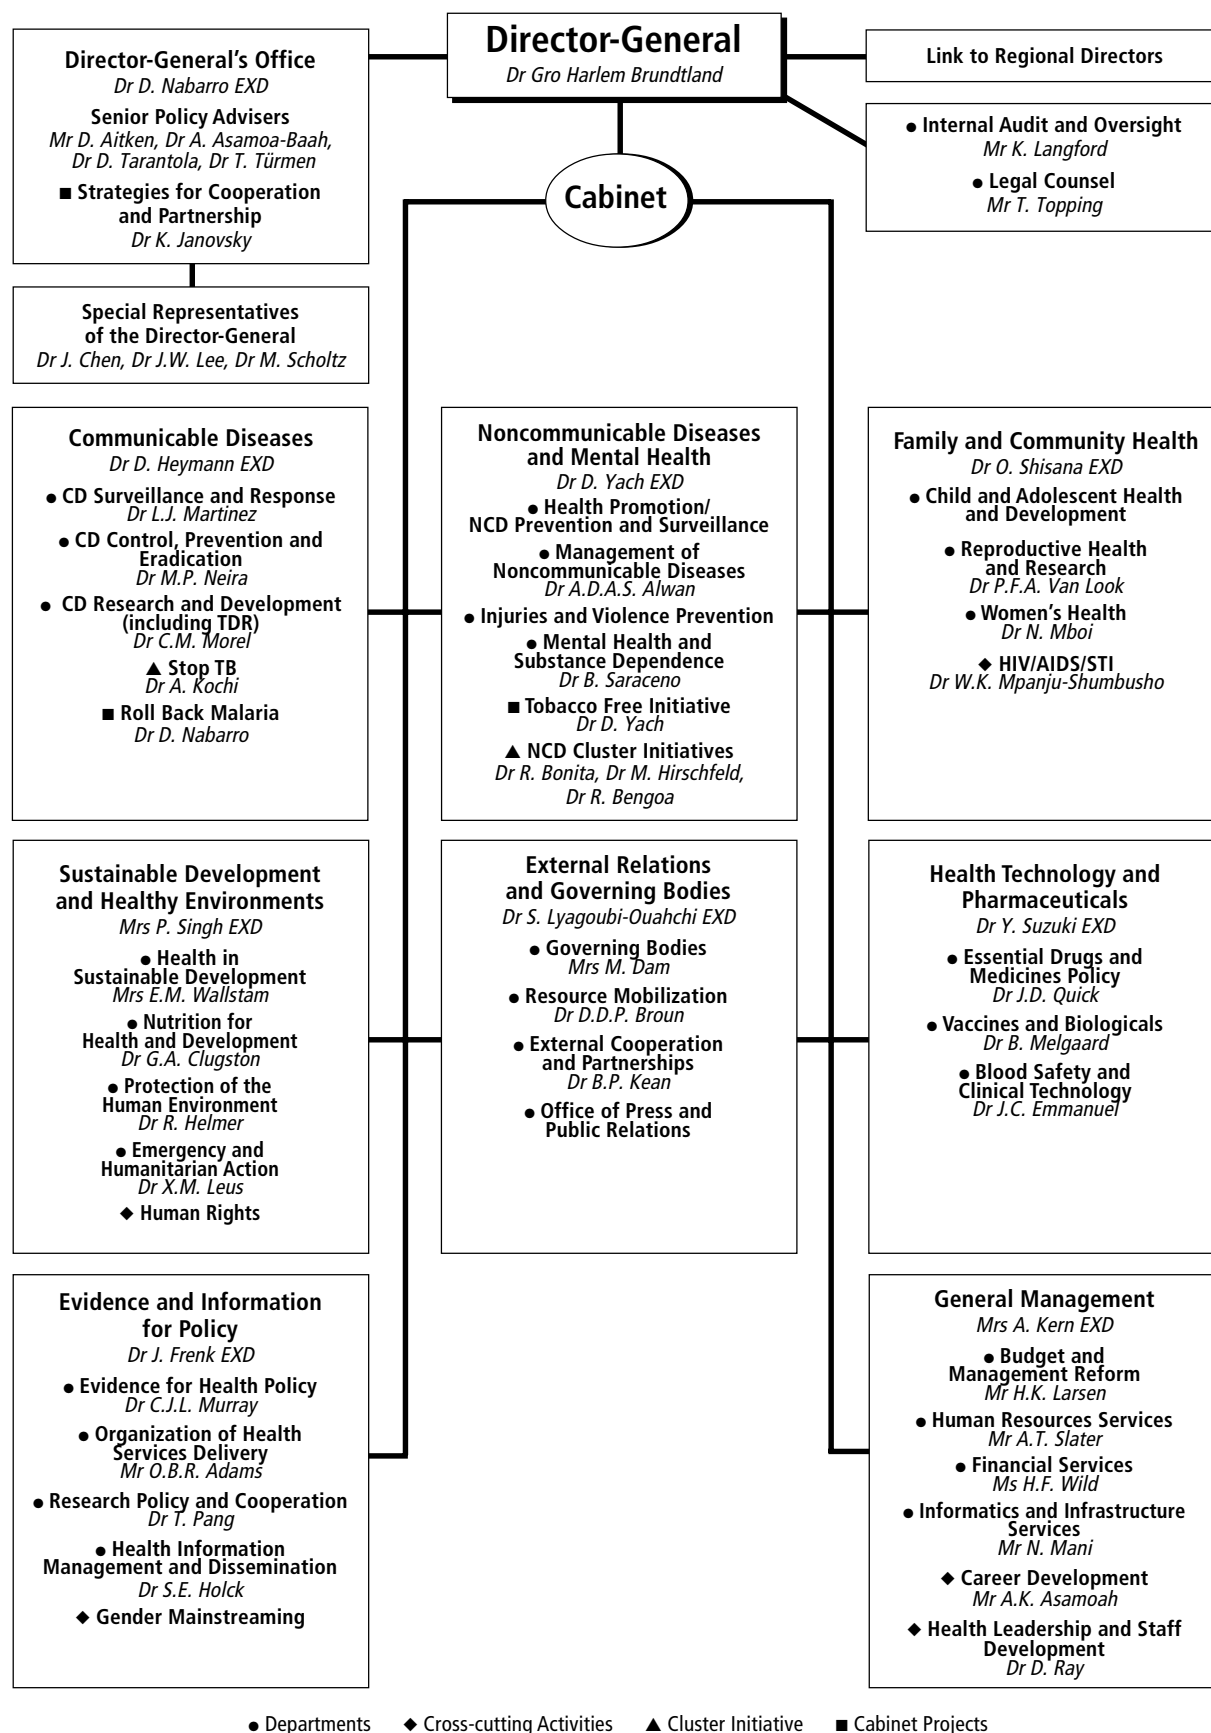 Director-General
Dr Gro Harlem Brundtland
Director-General's Office
Dr D. Nabarro EXD
Senior Policy Advisers
Mr D. Aitken, Dr A. Asamoa-Baah,
Dr D. Tarantola, Dr T. Türmen
■ Strategies for Cooperation
and Partnership
Dr K. Janovsky
Link to Regional Directors
● Internal Audit and Oversight
Mr K. Langford
● Legal Counsel
Mr T. Topping
Cabinet
Special Representatives
of the Director-General
Dr J. Chen, Dr J.W. Lee, Dr M. Scholtz
Communicable Diseases
Dr D. Heymann EXD
● CD Surveillance and Response
Dr L.J. Martinez
● CD Control, Prevention and
Eradication
Dr M.P. Neira
● CD Research and Development
(including TDR)
Dr C.M. Morel
▲ Stop TB
Dr A. Kochi
■ Roll Back Malaria
Dr D. Nabarro
Noncommunicable Diseases
and Mental Health
Dr D. Yach EXD
● Health Promotion/
NCD Prevention and Surveillance
● Management of
Noncommunicable Diseases
Dr A.D.A.S. Alwan
● Injuries and Violence Prevention
● Mental Health and
Substance Dependence
Dr B. Saraceno
■ Tobacco Free Initiative
Dr D. Yach
▲ NCD Cluster Initiatives
Dr R. Bonita, Dr M. Hirschfeld,
Dr R. Bengoa
Family and Community Health
Dr O. Shisana EXD
● Child and Adolescent Health
and Development
● Reproductive Health
and Research
Dr P.F.A. Van Look
● Women's Health
Dr N. Mboi
◆ HIV/AIDS/STI
Dr W.K. Mpanju-Shumbusho
Sustainable Development
and Healthy Environments
Mrs P. Singh EXD
● Health in
Sustainable Development
Mrs E.M. Wallstam
● Nutrition for
Health and Development
Dr G.A. Clugston
● Protection of the
Human Environment
Dr R. Helmer
● Emergency and
Humanitarian Action
Dr X.M. Leus
◆ Human Rights
External Relations
and Governing Bodies
Dr S. Lyagoubi-Ouahchi EXD
● Governing Bodies
Mrs M. Dam
● Resource Mobilization
Dr D.D.P. Broun
● External Cooperation
and Partnerships
Dr B.P. Kean
● Office of Press and
Public Relations
Health Technology and
Pharmaceuticals
Dr Y. Suzuki EXD
● Essential Drugs and
Medicines Policy
Dr J.D. Quick
● Vaccines and Biologicals
Dr B. Melgaard
● Blood Safety and
Clinical Technology
Dr J.C. Emmanuel
Evidence and Information
for Policy
Dr J. Frenk EXD
● Evidence for Health Policy
Dr C.J.L. Murray
● Organization of Health
Services Delivery
Mr O.B.R. Adams
● Research Policy and Cooperation
Dr T. Pang
● Health Information
Management and Dissemination
Dr S.E. Holck
◆ Gender Mainstreaming
General Management
Mrs A. Kern EXD
● Budget and
Management Reform
Mr H.K. Larsen
● Human Resources Services
Mr A.T. Slater
● Financial Services
Ms H.F. Wild
● Informatics and Infrastructure
Services
Mr N. Mani
◆ Career Development
Mr A.K. Asamoah
◆ Health Leadership and Staff
Development
Dr D. Ray
● Departments ◆ Cross-cutting Activities ▲ Cluster Initiative ■ Cabinet Projects